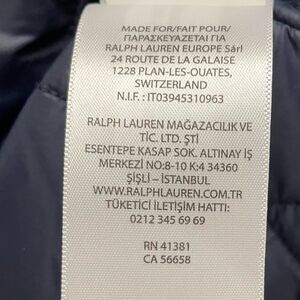 MADE FOR/FAIT POUR/
ΠΑΡΑΣΚΕΥΑΖΕΤΑΙ ΓΙΑ
RALPH LAUREN EUROPE Sárl
24 ROUTE DE LA GALAISE
1228 PLAN-LES-OUATES,
SWITZERLAND
N.I.F. : IT03945310963
RALPH LAUREN MAĞAZACILIK VE
TİC. LTD. ŞTİ
ESENTEPE KASAP SOK. ALTINAY İŞ
MERKEZİ NO:8-10 K:4 34360
ŞİŞLİ – İSTANBUL
WWW.RALPHLAUREN.COM.TR
TÜKETİCİ İLETİŞİM HATTI:
0212 345 69 69
RN 41381
CA 56658